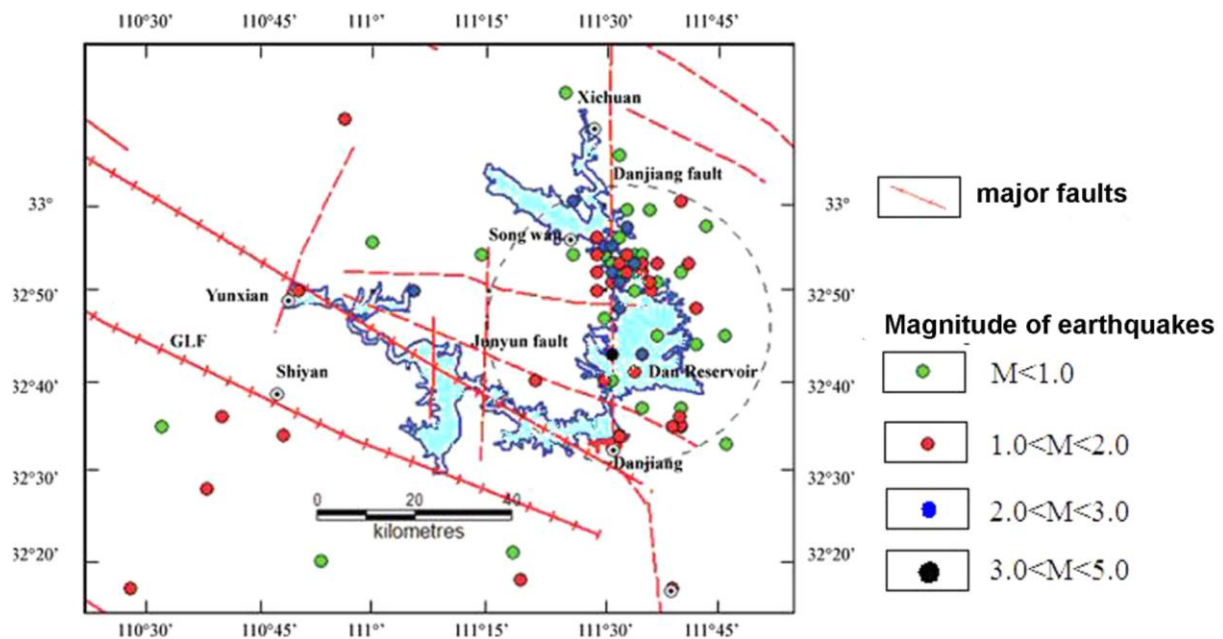 110°30' 110°45' 111° 111°15' 111°30' 111°45'
Xichuan
Danjiang fault
major faults
33° 33°
Song wan
32°50' Yunxian 32°50'
GLF Junyun fault
Magnitude of earthquakes
Shiyan Dan Reservoir
32°40' 32°40'
M<1.0
1.0<M<2.0
Danjiang
32°30' 32°30'
0 20 40
kilometres
2.0<M<3.0
32°20' 32°20'
3.0<M<5.0
110°30' 110°45' 111° 111°15' 111°30' 111°45'